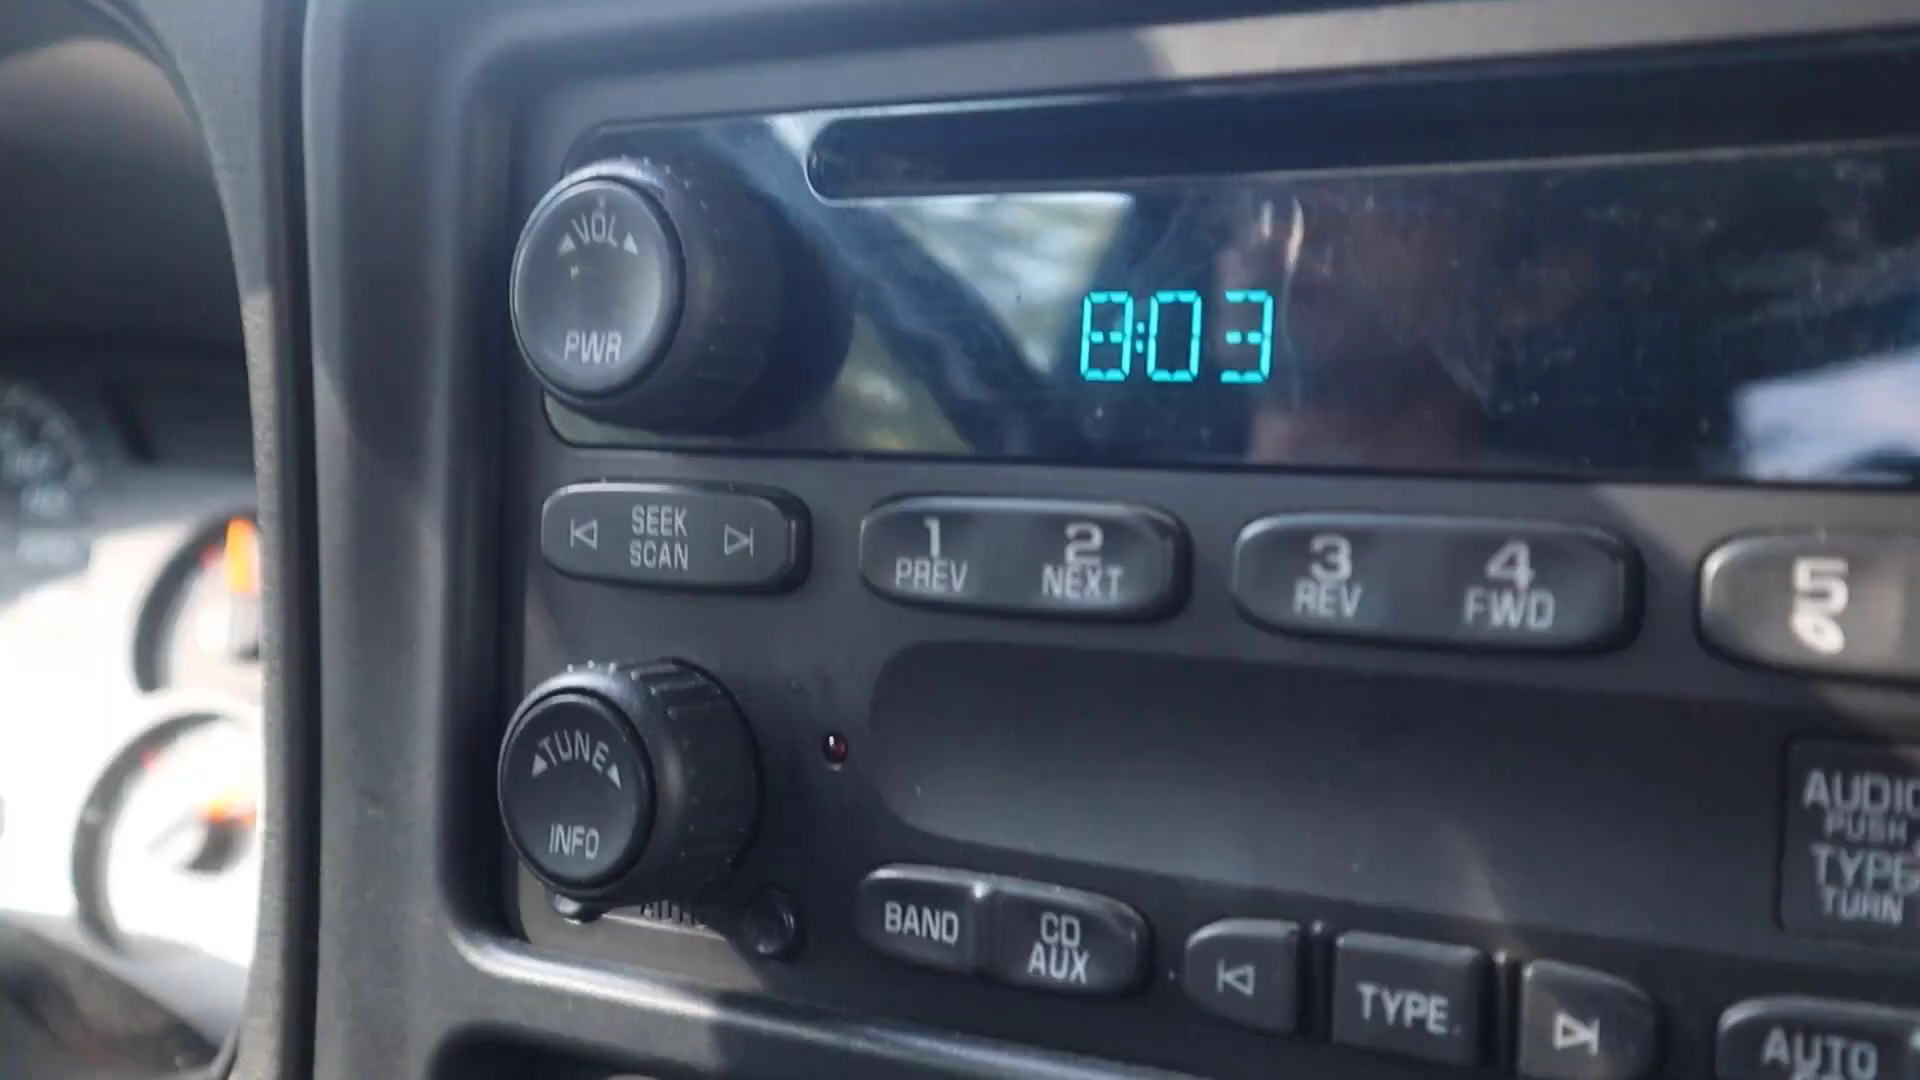 VOL
PWR
8:03
SEEK
SCAN
1
PREV
2
NEXT
3
REV
4
FWD
5
TUNE
INFO
AUDIO
PUSH
TYPE
TURN
BAND
CD
AUX
TYPE
AUTO